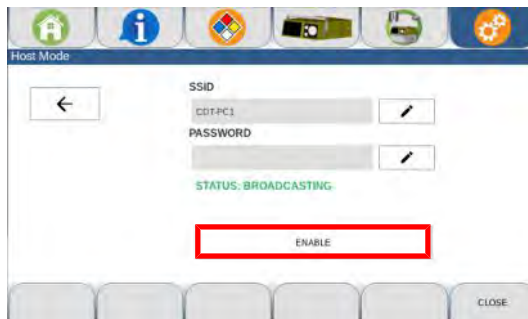 Host Mode
SSID
CDT-PC1
PASSWORD
STATUS: BROADCASTING
ENABLE
CLOSE